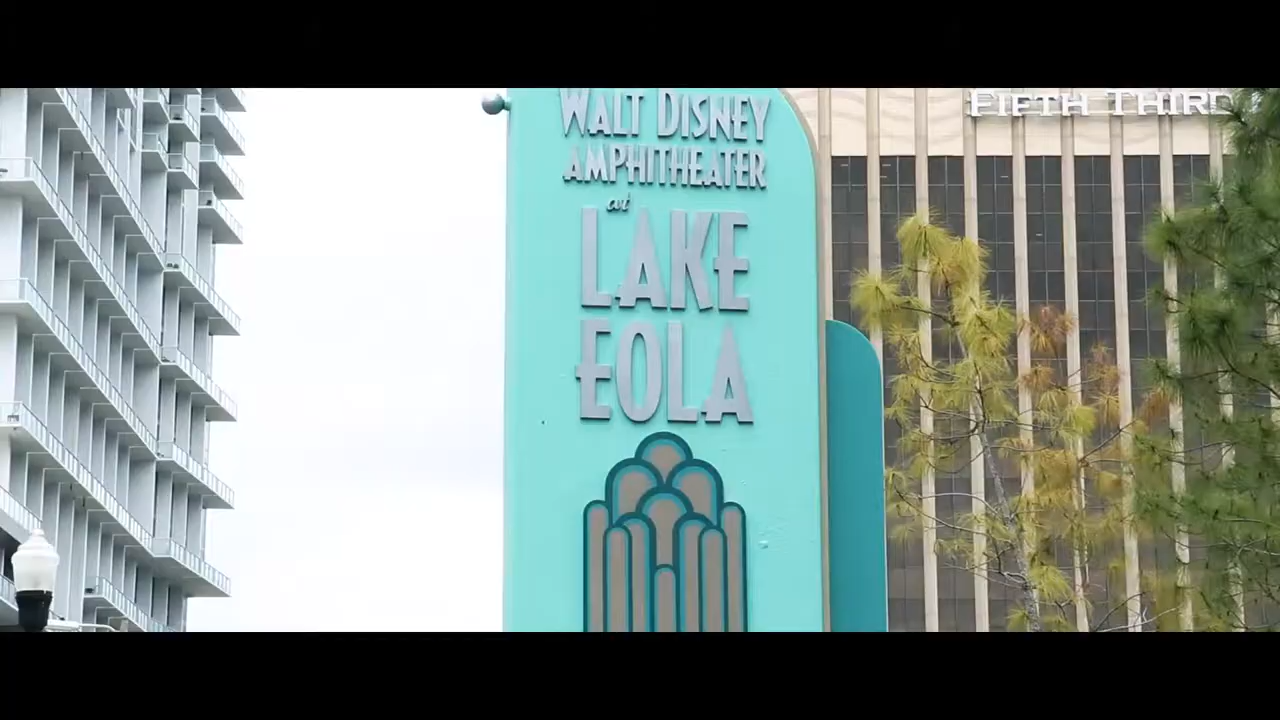 WALT DISNEY
AMPHITHEATER
at
LAKE
EOLA
FIFTH THIRD